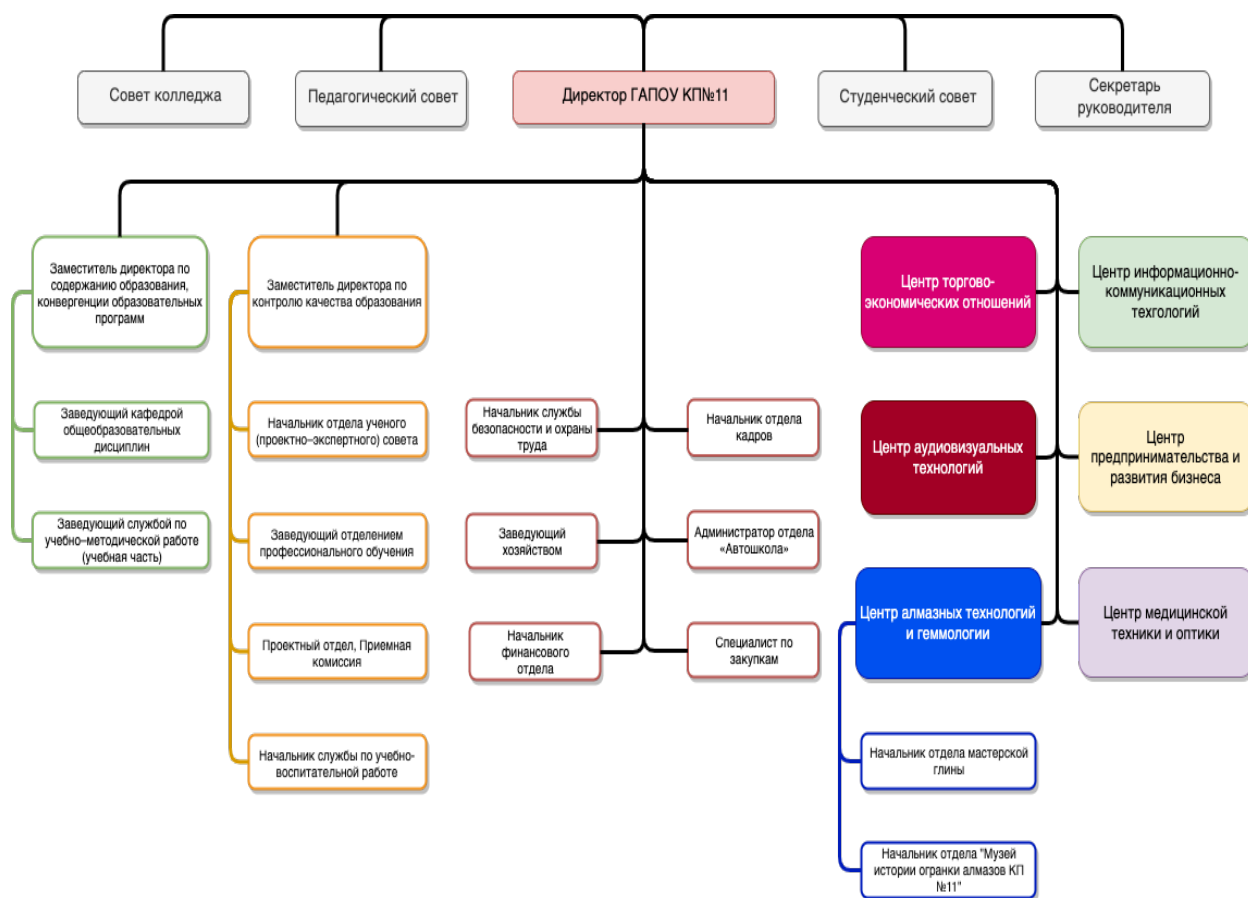 Совет колледжа
Педагогический совет
Директор ГАПОУ КП№11
Студенческий совет
Секретарь
руководителя
Заместитель директора по
содержанию образования,
конвергенции образовательных
программ
Заместитель директора по
контролю качества образования
Центр торгово-
экономических отношений
Центр информационно-
коммуникационных
техгологий
Заведующий кафедрой
общеобразовательных
дисциплин
Начальник отдела ученого
(проектно–экспертного) совета
Начальник службы
безопасности и охраны
труда
Начальник отдела
кадров
Центр аудиовизуальных
технологий
Центр
предпринимательства и
развития бизнеса
Заведующий службой по
учебно–методической работе
(учебная часть)
Заведующий отделением
профессионального обучения
Заведующий
хозяйством
Администратор отдела
«Автошкола»
Центр алмазных технологий
и геммологии
Центр медицинской
техники и оптики
Проектный отдел, Приемная
комиссия
Начальник
финансового
отдела
Специалист по
закупкам
Начальник службы по учебно-
воспитательной работе
Начальник отдела мастерской
глины
Начальник отдела "Музей
истории огранки алмазов КП
№11"